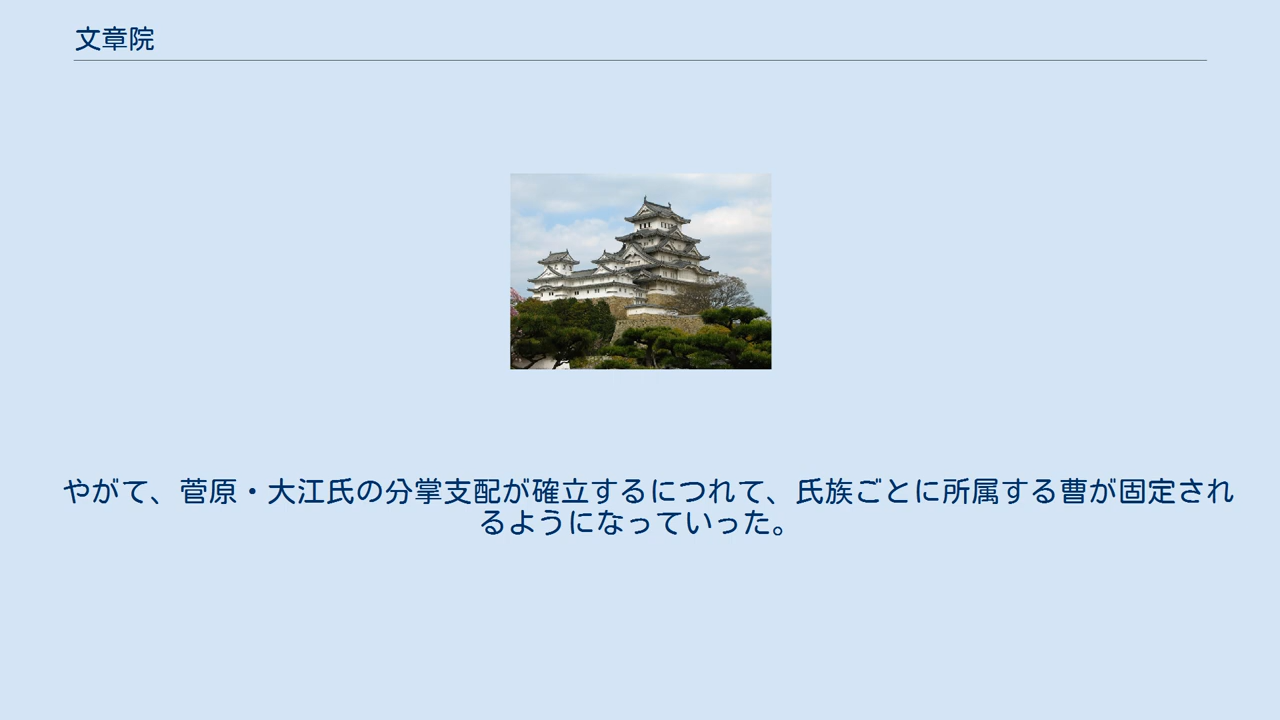 文章院
やがて、菅原・大江氏の分掌支配が確立するにつれて、氏族ごとに所属する曹が固定され
るようになっていった。